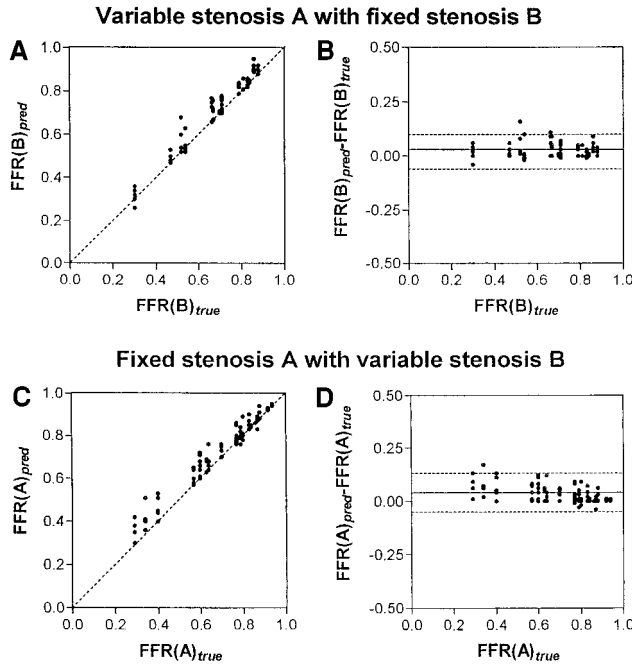 Variable stenosis A with fixed stenosis B
A
B
FFR(B)pred
1.0
0.8
0.6
0.4
0.2
0.0
0.0 0.2 0.4 0.6 0.8 1.0
FFR(B)true
FFR(B)pred-FFR(B)true
0.50
0.25
0.00
-0.25
-0.50
0.0 0.2 0.4 0.6 0.8 1.0
FFR(B)true
Fixed stenosis A with variable stenosis B
C
D
FFR(A)pred
1.0
0.8
0.6
0.4
0.2
0.0
0.0 0.2 0.4 0.6 0.8 1.0
FFR(A)true
FFR(A)pred-FFR(A)true
0.50
0.25
0.00
-0.25
-0.50
0.0 0.2 0.4 0.6 0.8 1.0
FFR(A)true